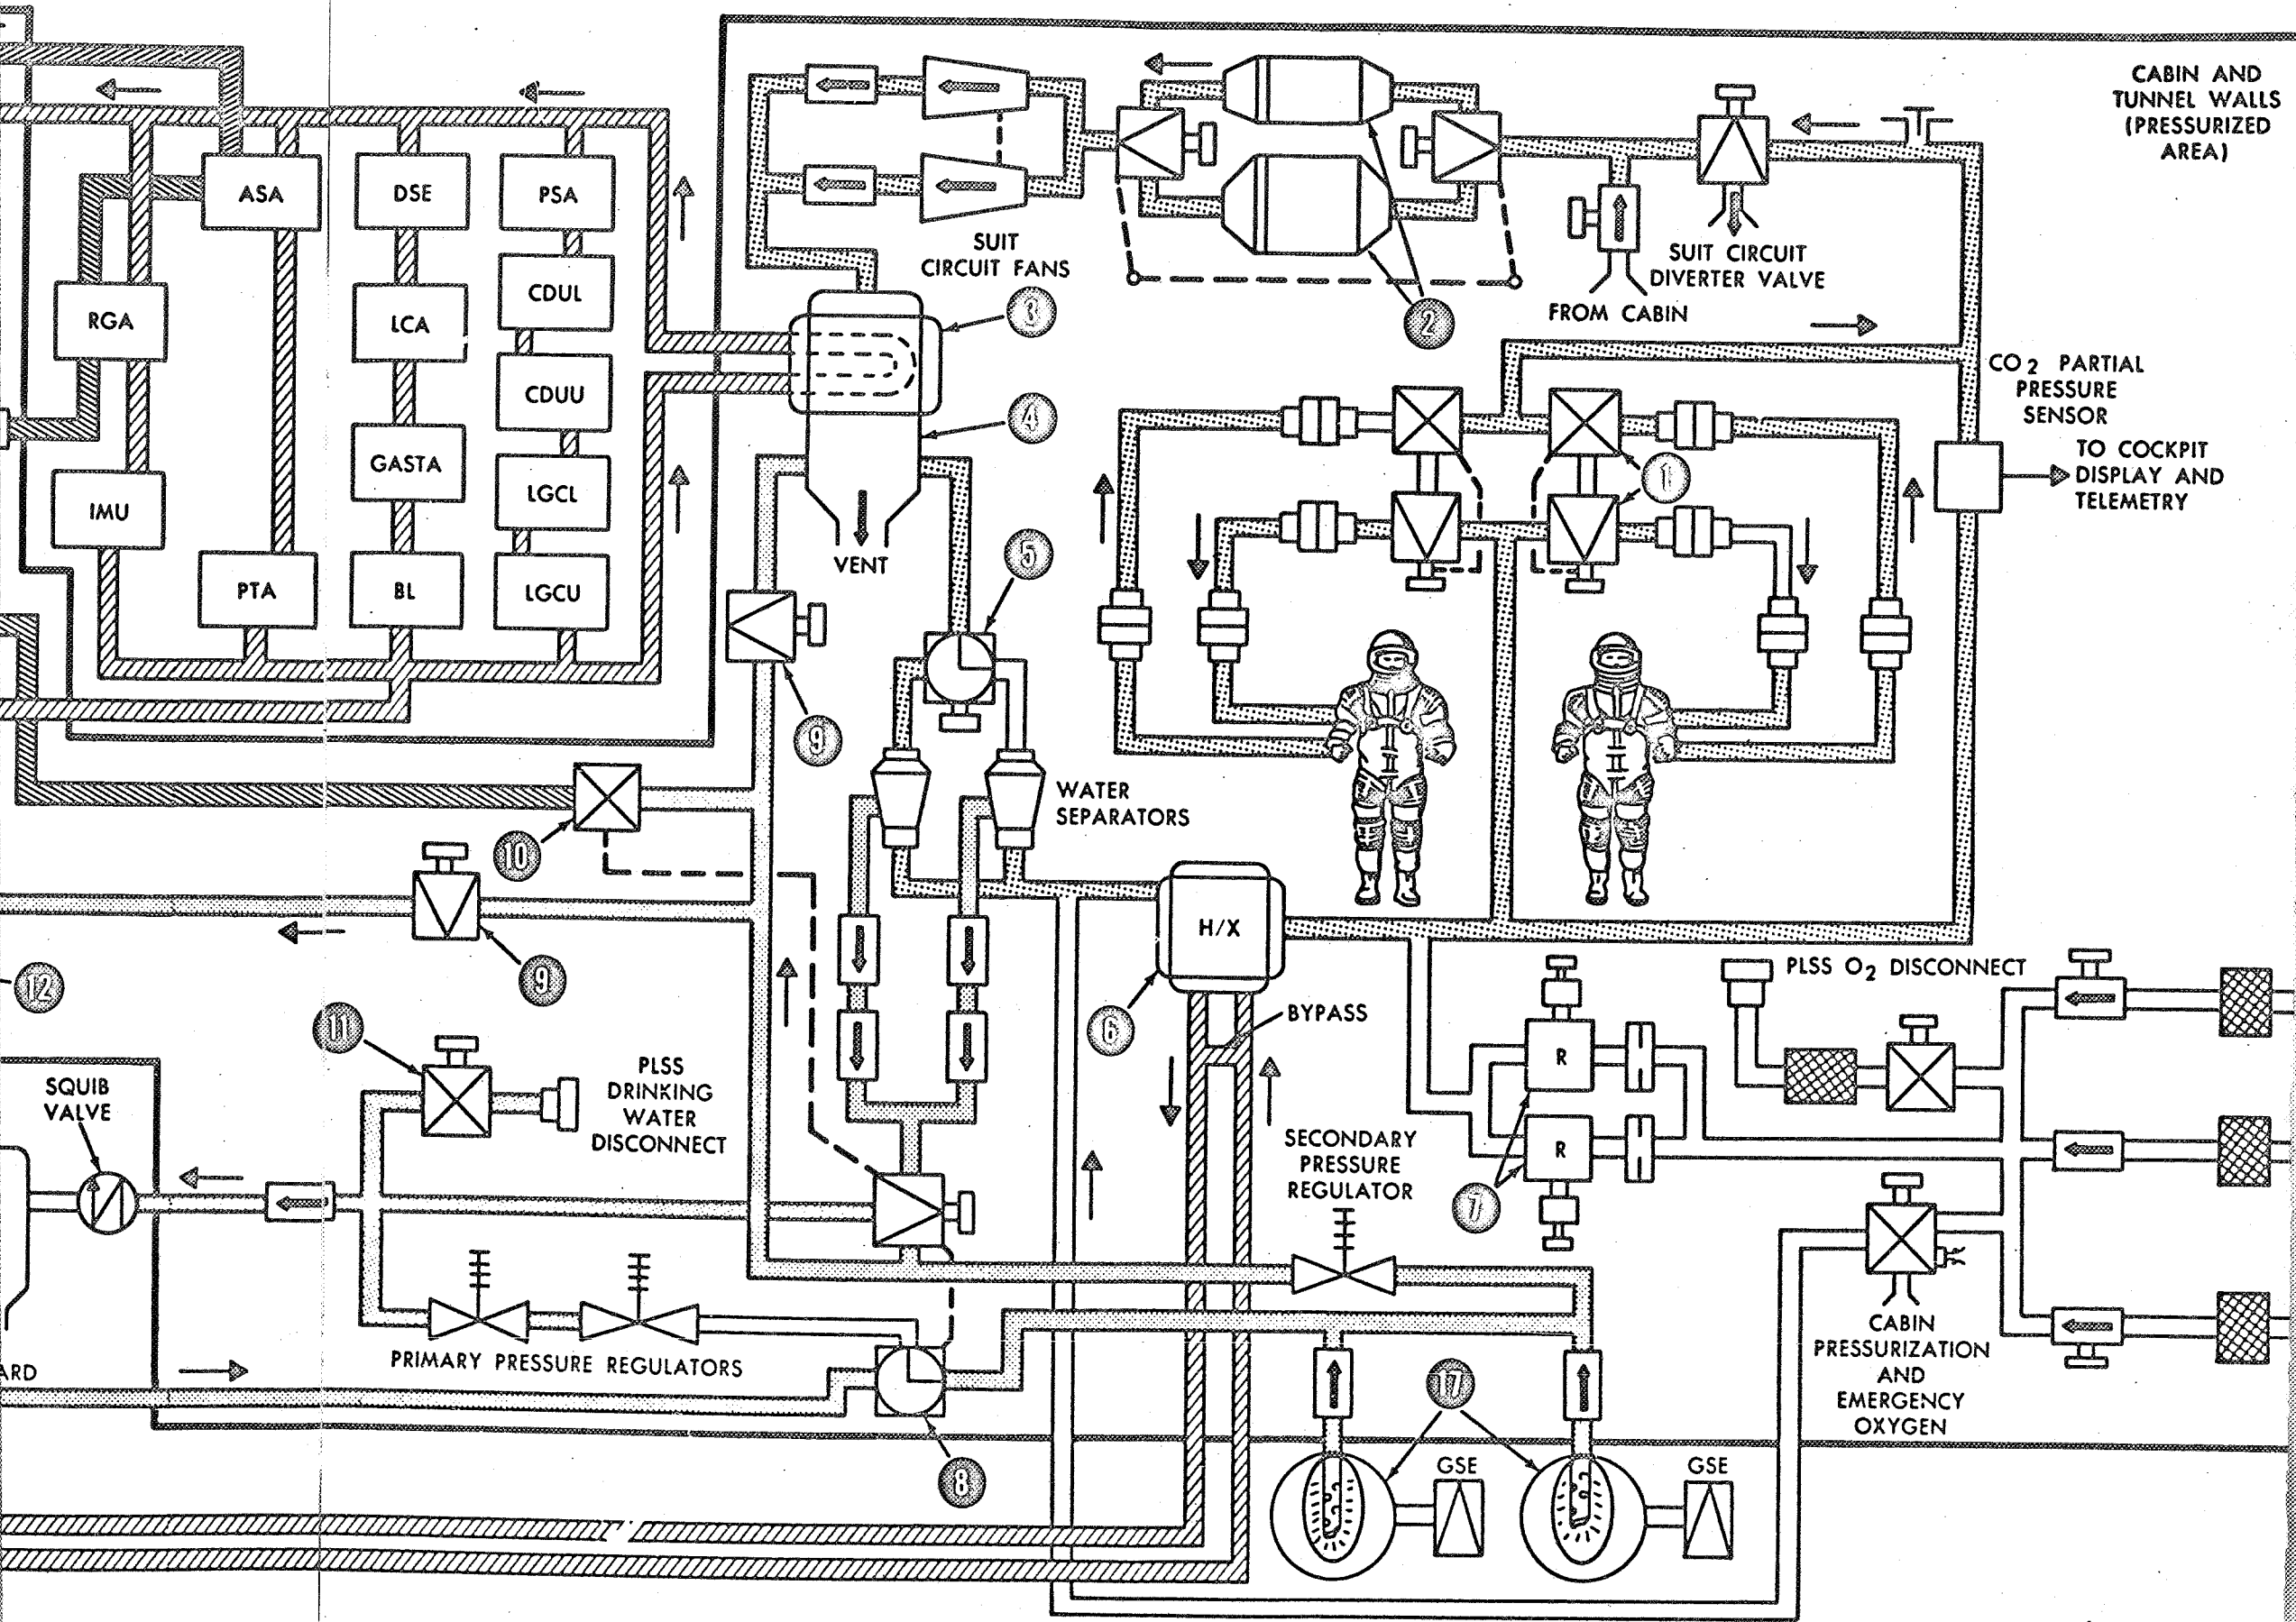 CABIN AND
TUNNEL WALLS
(PRESSURIZED
AREA)
ASA
DSE
PSA
SUIT
CIRCUIT FANS
SUIT CIRCUIT
DIVERTER VALVE
FROM CABIN
CDUL
RGA
LCA
3
2
CO2 PARTIAL
PRESSURE
SENSOR
TO COCKPIT
DISPLAY AND
TELEMETRY
CDUU
4
GASTA
1
LGCL
IMU
VENT
5
PTA
BL
LGCU
9
WATER
SEPARATORS
10
H/X
9
12
PLSS O2 DISCONNECT
11
6
BYPASS
SQUIB
VALVE
PLSS
DRINKING
WATER
DISCONNECT
R
R
SECONDARY
PRESSURE
REGULATOR
7
PRIMARY PRESSURE REGULATORS
CABIN
PRESSURIZATION
AND
EMERGENCY
OXYGEN
ARD
8
17
GSE
GSE